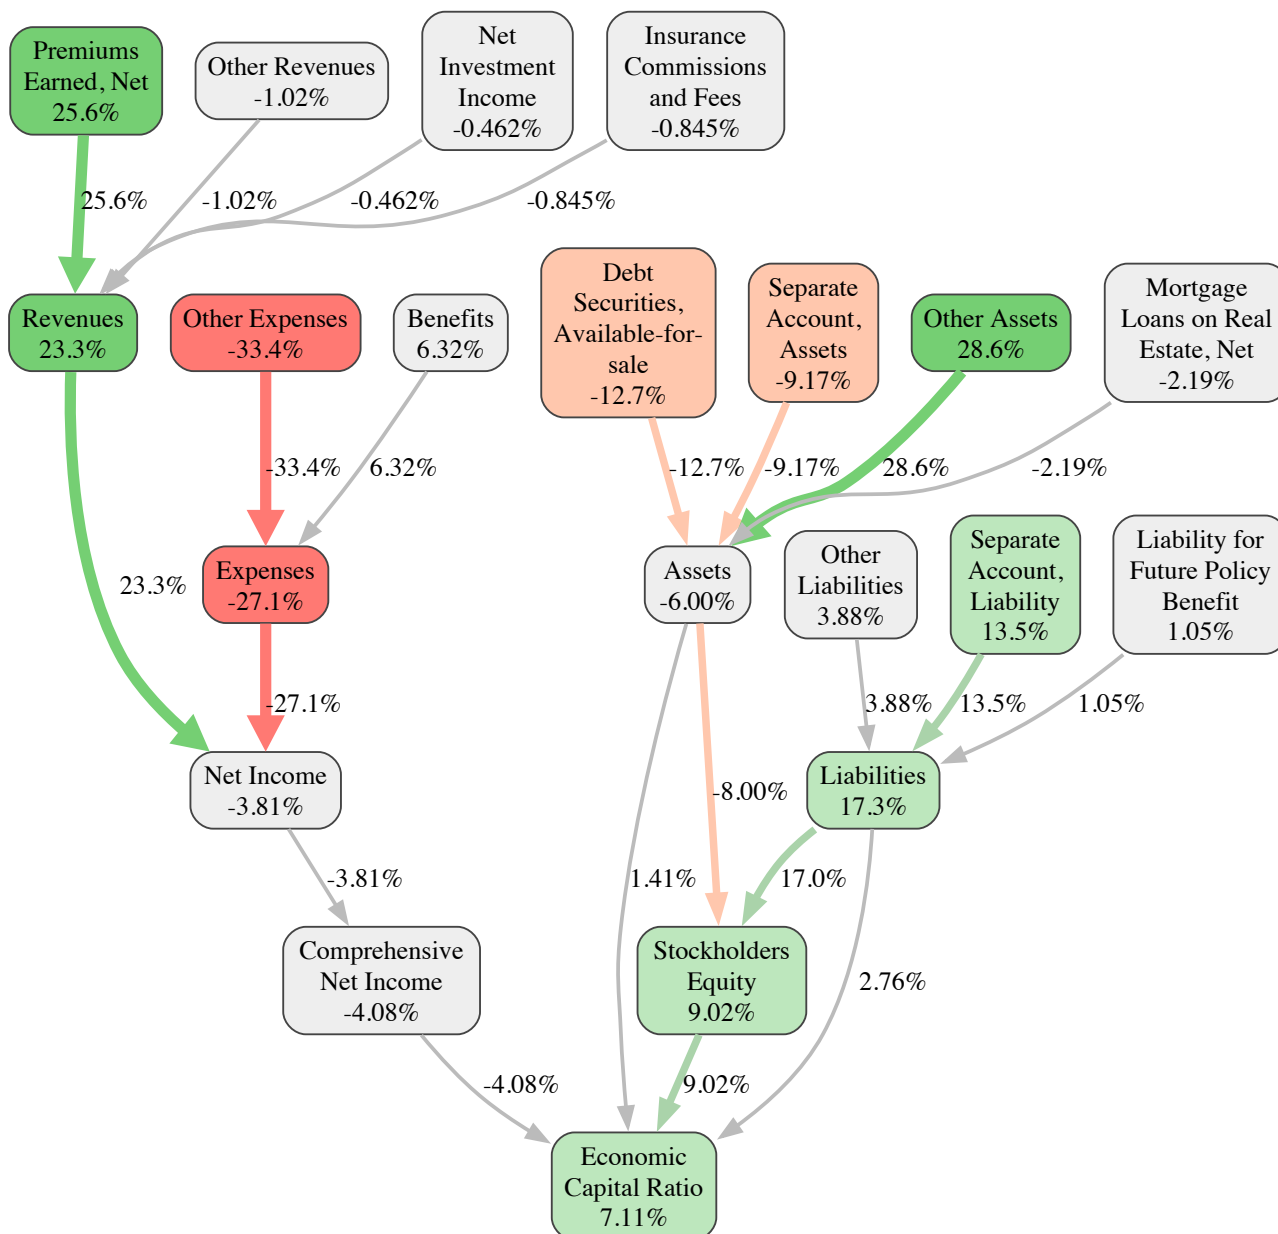 Premiums
Earned, Net
25.6%
Other Revenues
-1.02%
Net
Investment
Income
-0.462%
Insurance
Commissions
and Fees
-0.845%
25.6%
-1.02%
-0.462%
-0.845%
Revenues
23.3%
Other Expenses
-33.4%
Benefits
6.32%
Debt
Securities,
Available-for-
sale
-12.7%
Separate
Account,
Assets
-9.17%
Other Assets
28.6%
Mortgage
Loans on Real
Estate, Net
-2.19%
-33.4%
6.32%
-12.7%
-9.17%
28.6%
-2.19%
23.3%
Expenses
-27.1%
Assets
-6.00%
Other
Liabilities
3.88%
Separate
Account,
Liability
13.5%
Liability for
Future Policy
Benefit
1.05%
-27.1%
3.88%
13.5%
1.05%
Net Income
-3.81%
-8.00%
Liabilities
17.3%
-3.81%
1.41%
17.0%
Comprehensive
Net Income
-4.08%
Stockholders
Equity
9.02%
2.76%
-4.08%
9.02%
Economic
Capital Ratio
7.11%